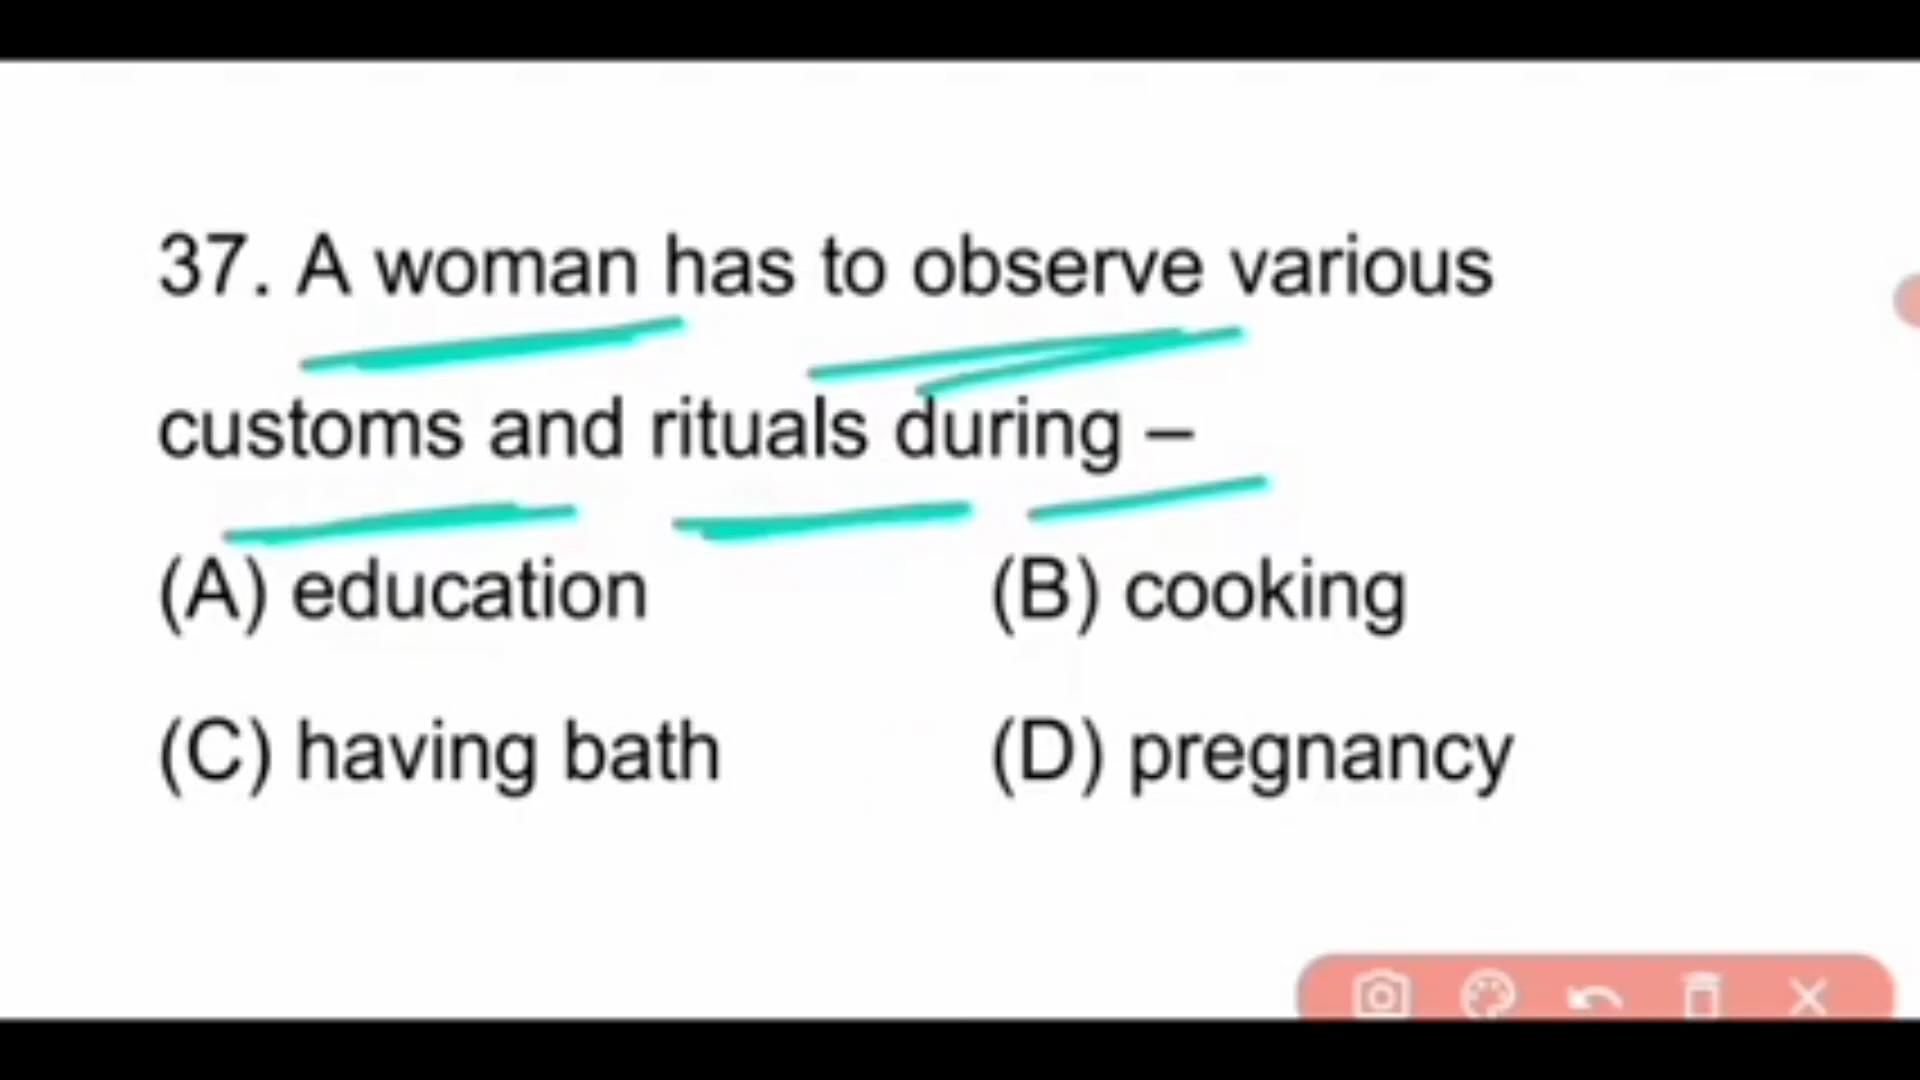 37. A woman has to observe various
customs and rituals during –
(A) education (B) cooking
(C) having bath (D) pregnancy